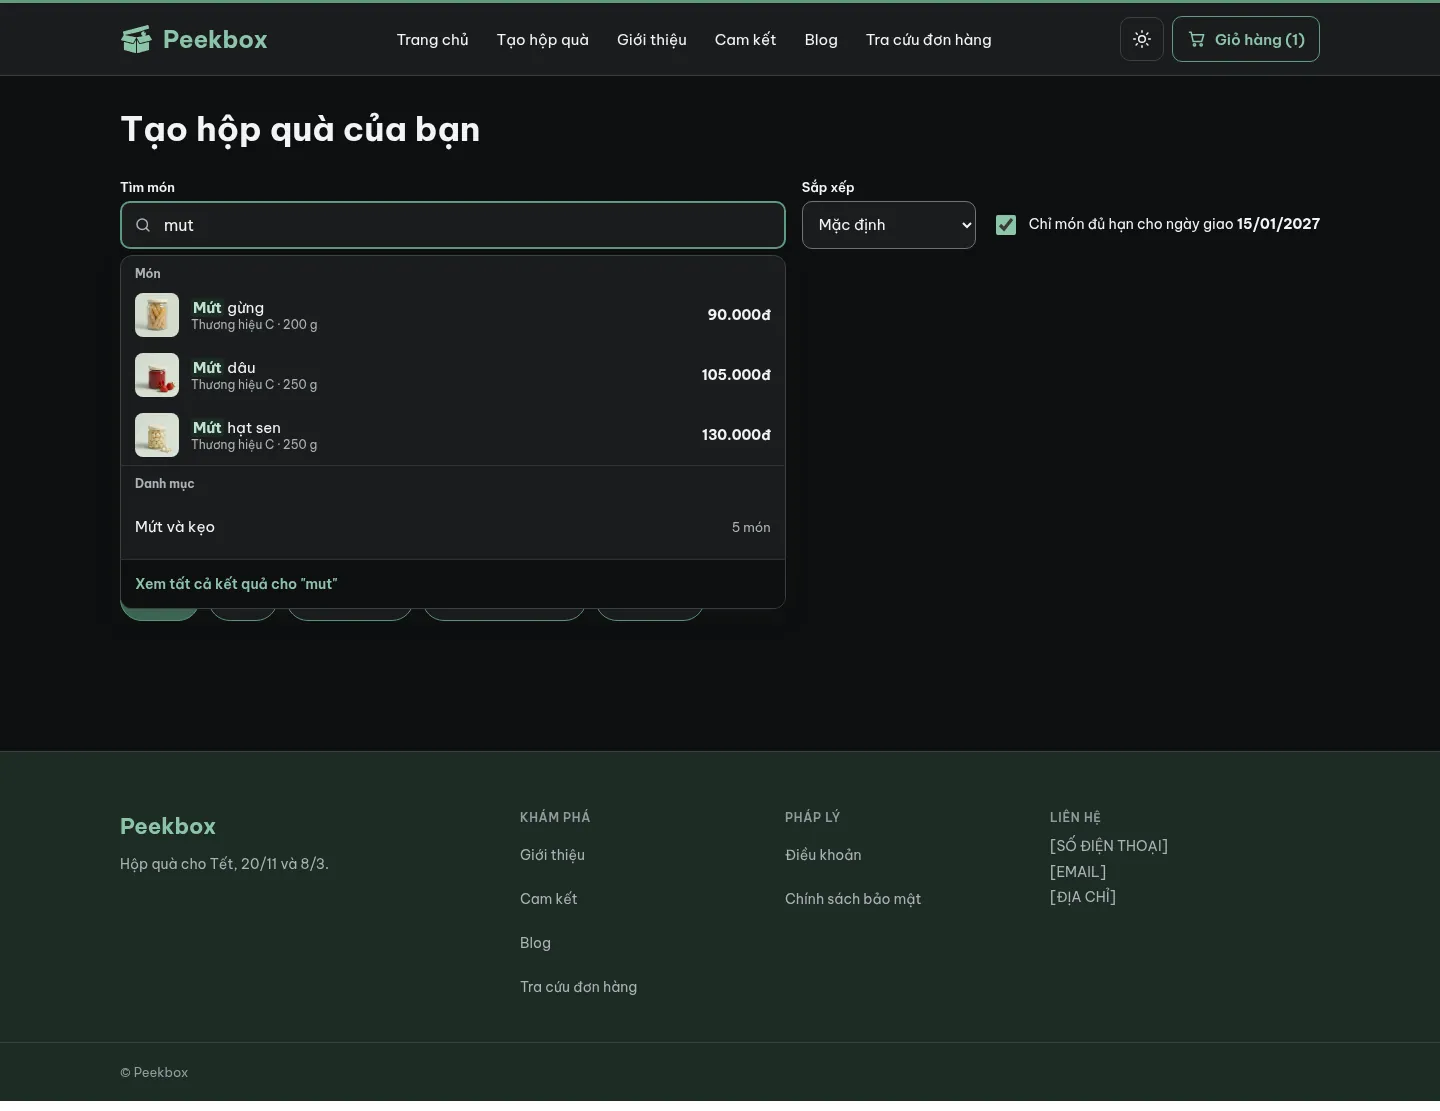 Peekbox
Trang chủ
Tạo hộp quà
Giới thiệu
Cam kết
Blog
Tra cứu đơn hàng
Giỏ hàng (1)
Tạo hộp quà của bạn
Tìm món
mut
Sắp xếp
Mặc định
Chỉ món đủ hạn cho ngày giao 15/01/2027
Món
Mứt gừng
Thương hiệu C · 200 g
90.000đ
Mứt dâu
Thương hiệu C · 250 g
105.000đ
Mứt hạt sen
Thương hiệu C · 250 g
130.000đ
Danh mục
Mứt và kẹo
5 món
Xem tất cả kết quả cho "mut"
Peekbox
Hộp quà cho Tết, 20/11 và 8/3.
KHÁM PHÁ
Giới thiệu
Cam kết
Blog
Tra cứu đơn hàng
PHÁP LÝ
Điều khoản
Chính sách bảo mật
LIÊN HỆ
[SỐ ĐIỆN THOẠI]
[EMAIL]
[ĐỊA CHỈ]
© Peekbox